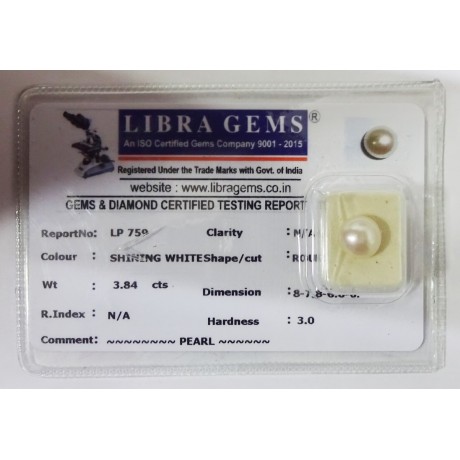 LIBRA GEMS ®
An ISO Certified Gems Company 9001 - 2015
Registered Under the Trade Marks with Govt. of India
website : www.libragems.co.in
GEMS & DIAMOND CERTIFIED TESTING REPORT
ReportNo: LP 759 Clarity : N/A
Colour : SHINING WHITE Shape/cut :
Wt : 3.84 cts Dimension :
R.Index : N/A Hardness : 3.0
Comment: ~~~~~~~~ PEARL ~~~~~~